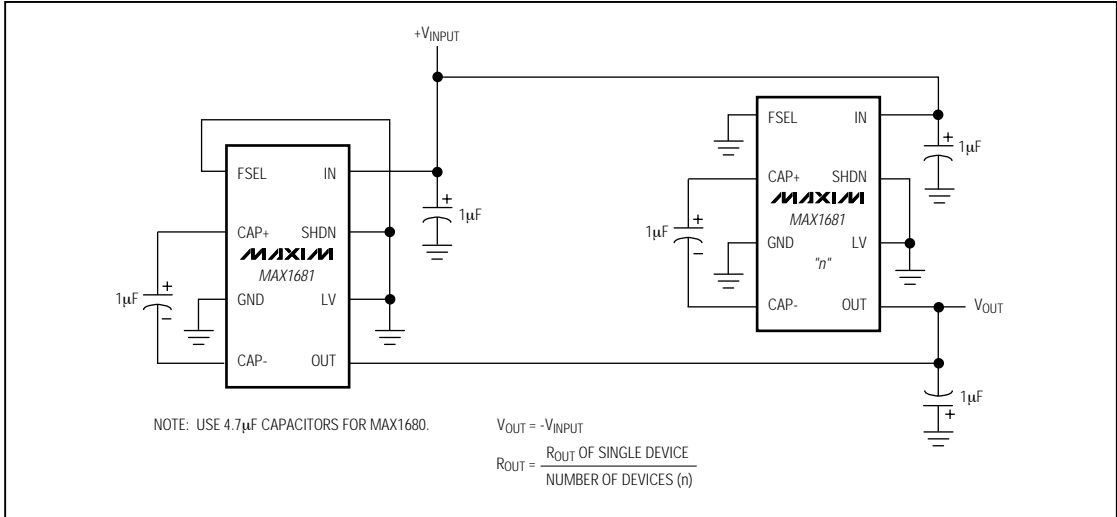 +VINPUT
FSEL IN
CAP+ SHDN
MAXIM
MAX1681
GND LV
CAP- OUT
1µF
1µF
FSEL IN
CAP+ SHDN
MAXIM
MAX1681
GND LV
"n"
CAP- OUT
1µF
1µF
VOUT
1µF
+
−
+
+
−
+
+
NOTE: USE 4.7µF CAPACITORS FOR MAX1680.
VOUT = -VINPUT
ROUT = ROUT OF SINGLE DEVICE
NUMBER OF DEVICES (n)